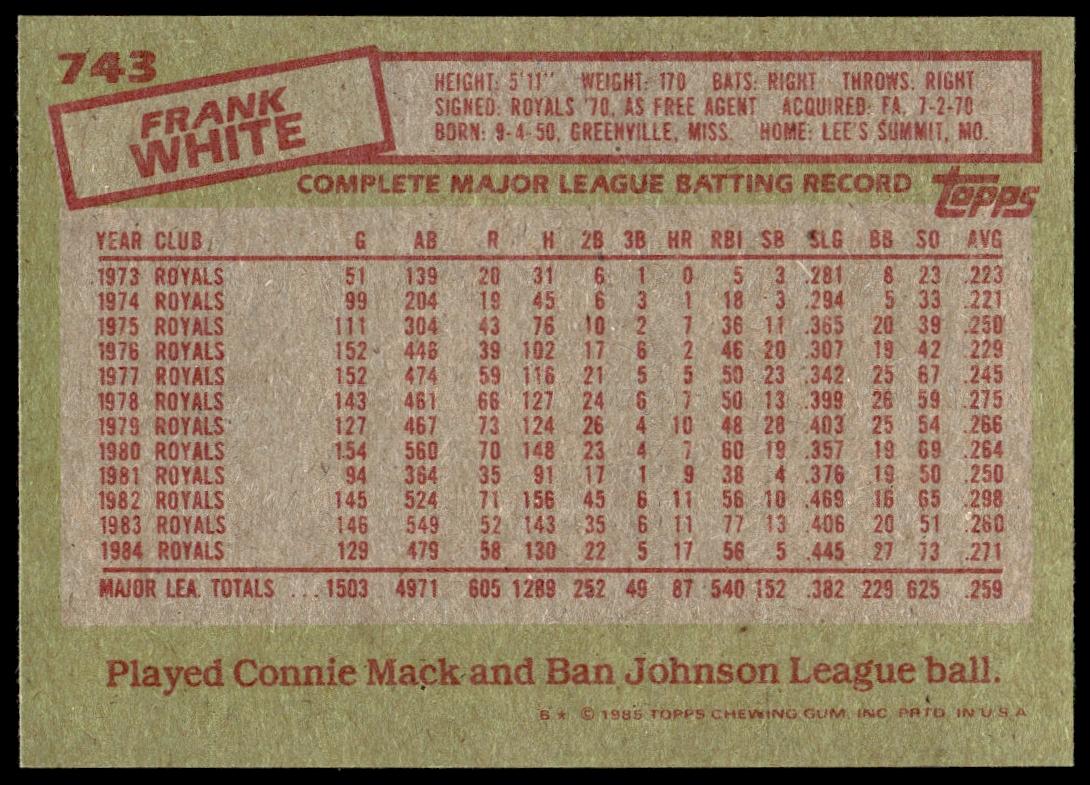 743
FRANK
WHITE
HEIGHT: 5'11" WEIGHT: 170 BATS: RIGHT THROWS: RIGHT
SIGNED: ROYALS '70, AS FREE AGENT ACQUIRED: FA, 7-2-70
BORN: 9-4-50, GREENVILLE, MISS. HOME: LEE'S SUMMIT, MO.
COMPLETE MAJOR LEAGUE BATTING RECORD
topps
YEAR CLUB G AB R H 2B 3B HR RBI SB SLG BB SO AVG
1973 ROYALS 51 139 20 31 6 1 0 5 3 .281 8 23 .223
1974 ROYALS 99 204 19 45 6 3 1 18 3 .294 5 33 .221
1975 ROYALS 111 304 43 76 10 2 7 36 11 .365 20 39 .250
1976 ROYALS 152 446 39 102 17 6 2 46 20 .307 19 42 .229
1977 ROYALS 152 474 59 116 21 5 5 50 23 .342 25 67 .245
1978 ROYALS 143 461 66 127 24 6 7 50 13 .399 26 59 .275
1979 ROYALS 127 467 73 124 26 4 10 48 28 .403 25 54 .266
1980 ROYALS 154 560 70 148 23 4 7 60 19 .357 19 69 .264
1981 ROYALS 94 364 35 91 17 1 9 38 4 .376 19 50 .250
1982 ROYALS 145 524 71 156 45 6 11 56 10 .469 16 65 .298
1983 ROYALS 146 549 52 143 35 6 11 77 13 .406 20 51 .260
1984 ROYALS 129 479 58 130 22 5 17 56 5 .445 27 73 .271
MAJOR LEA. TOTALS ... 1503 4971 605 1289 252 49 87 540 152 .382 229 625 .259
Played Connie Mack and Ban Johnson League ball.
6 * © 1985 TOPPS CHEWING GUM, INC. PRTD. IN U.S.A.